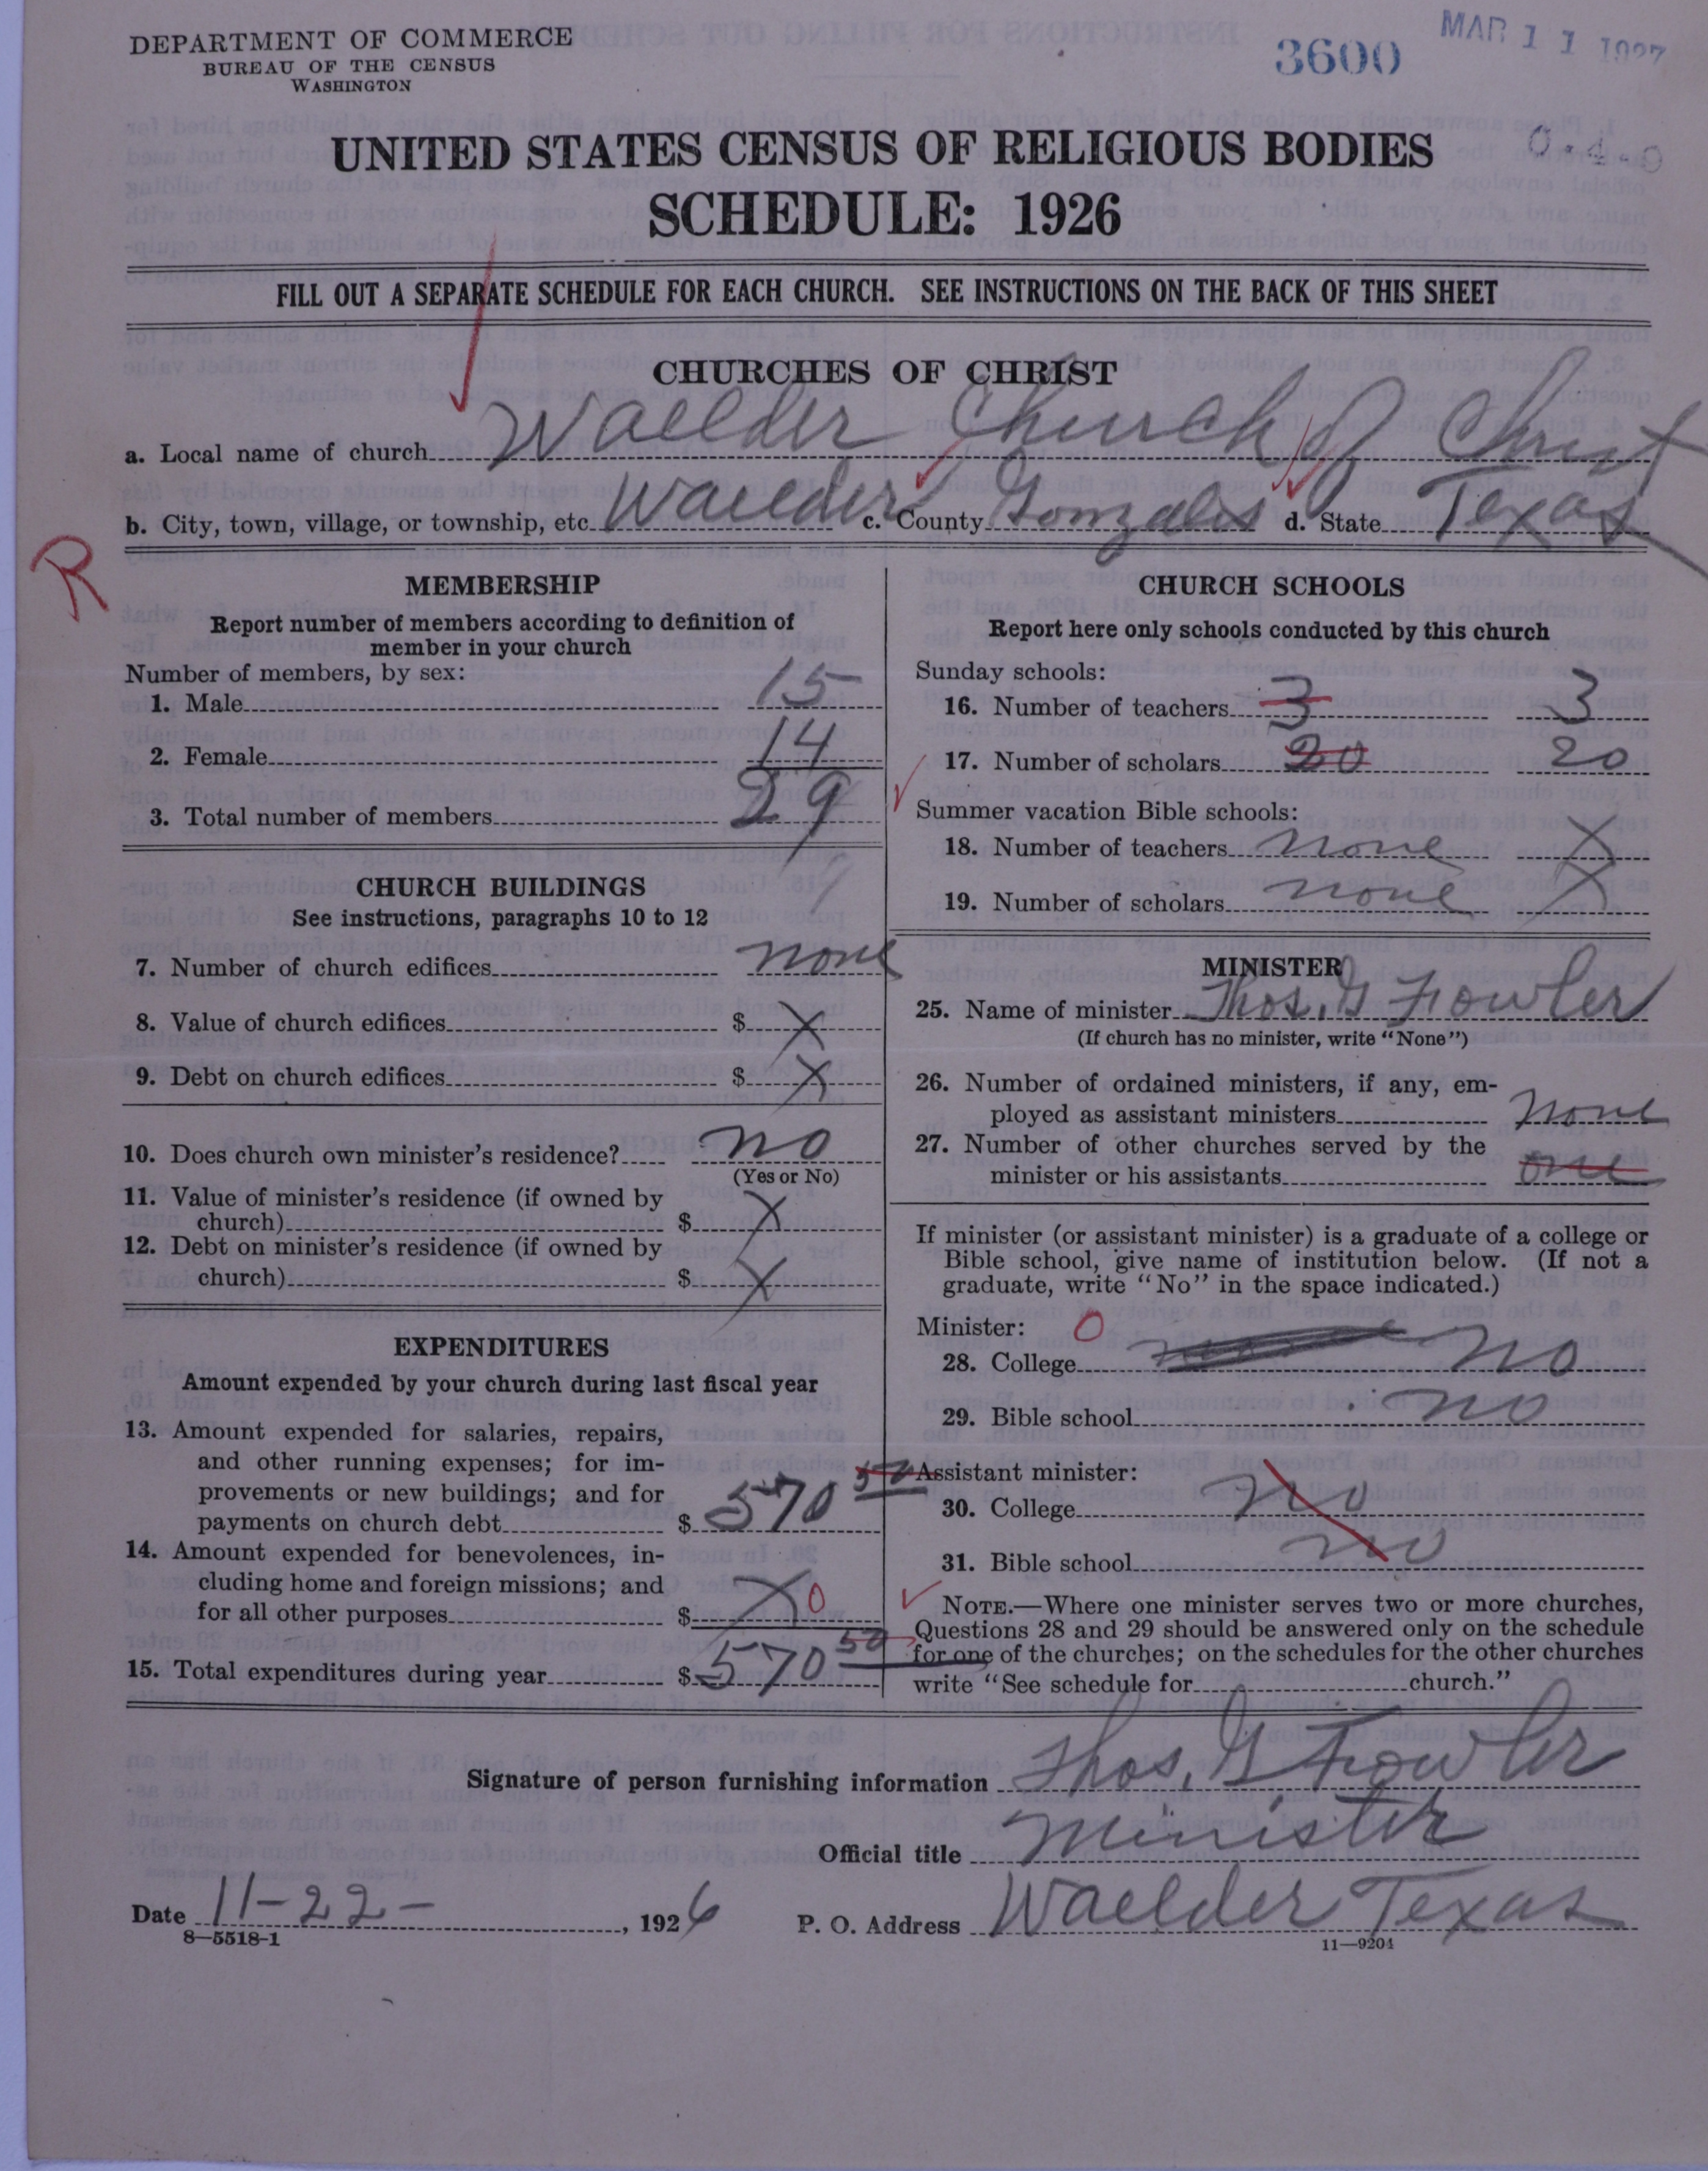 DEPARTMENT OF COMMERCE
BUREAU OF THE CENSUS
WASHINGTON
3600
MAR 11 1927
0-4-0
UNITED STATES CENSUS OF RELIGIOUS BODIES
SCHEDULE: 1926
FILL OUT A SEPARATE SCHEDULE FOR EACH CHURCH. SEE INSTRUCTIONS ON THE BACK OF THIS SHEET
CHURCHES OF CHRIST
a. Local name of church Waelder Church of Christ
b. City, town, village, or township, etc. Waelder c. County Gonzales d. State Texas
R
MEMBERSHIP
Report number of members according to definition of
member in your church
Number of members, by sex:
1. Male 15
2. Female 14
3. Total number of members 29
CHURCH BUILDINGS
See instructions, paragraphs 10 to 12
7. Number of church edifices none
8. Value of church edifices $ X
9. Debt on church edifices $ X
10. Does church own minister's residence? no
(Yes or No)
11. Value of minister's residence (if owned by
church) $ X
12. Debt on minister's residence (if owned by
church) $ X
EXPENDITURES
Amount expended by your church during last fiscal year
13. Amount expended for salaries, repairs,
and other running expenses; for im-
provements or new buildings; and for
payments on church debt $ 570 50
14. Amount expended for benevolences, in-
cluding home and foreign missions; and
for all other purposes $ X 0
15. Total expenditures during year $ 570 50
CHURCH SCHOOLS
Report here only schools conducted by this church
Sunday schools:
16. Number of teachers 3 3
17. Number of scholars 20 20
Summer vacation Bible schools:
18. Number of teachers none X
19. Number of scholars none X
MINISTER
25. Name of minister Thos. G Fowler
(If church has no minister, write "None")
26. Number of ordained ministers, if any, em-
ployed as assistant ministers none
27. Number of other churches served by the
minister or his assistants one
If minister (or assistant minister) is a graduate of a college or
Bible school, give name of institution below. (If not a
graduate, write "No" in the space indicated.)
Minister: 0
28. College no
29. Bible school no
Assistant minister:
30. College no
31. Bible school no
NOTE.—Where one minister serves two or more churches,
Questions 28 and 29 should be answered only on the schedule
for one of the churches; on the schedules for the other churches
write "See schedule for church."
Signature of person furnishing information Thos. G Fowler
Official title Minister
Date 11-22- , 1926 P. O. Address Waelder Texas
8—5518-1
11—9204